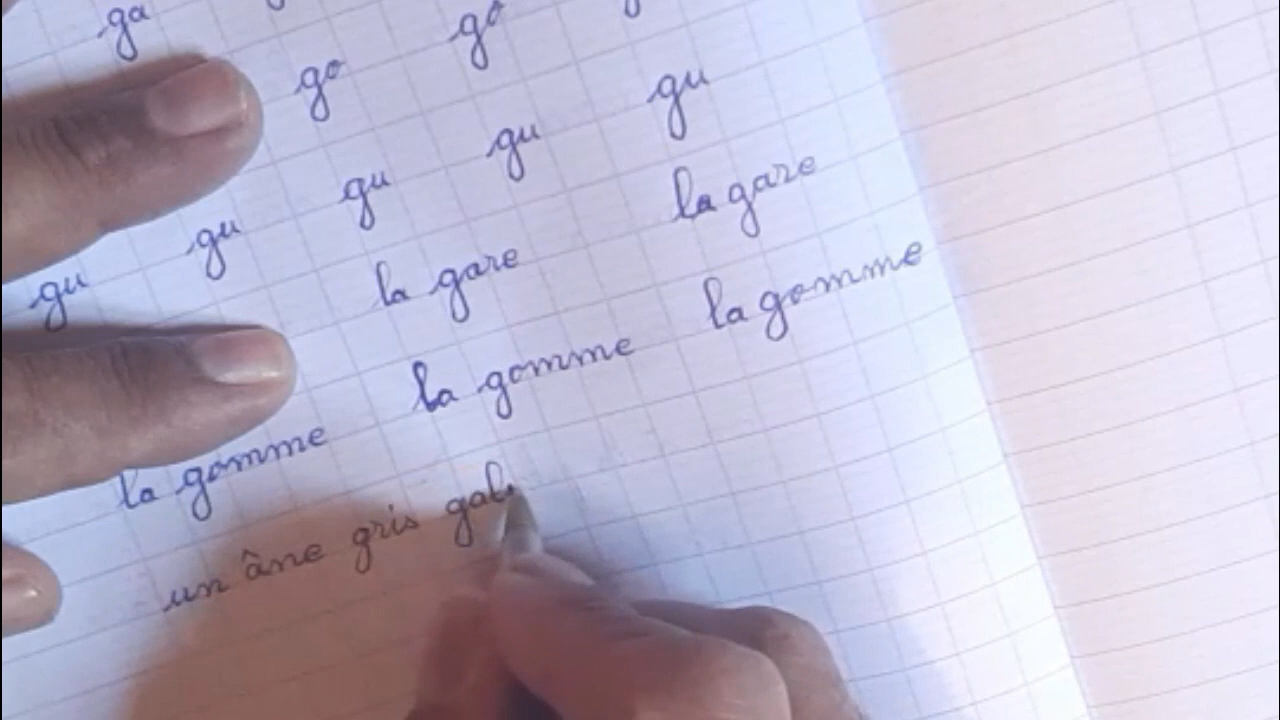 ga
go go
gu gu gu gu gu
la gare la gare
la gomme la gomme la gomme
un âne gris gal